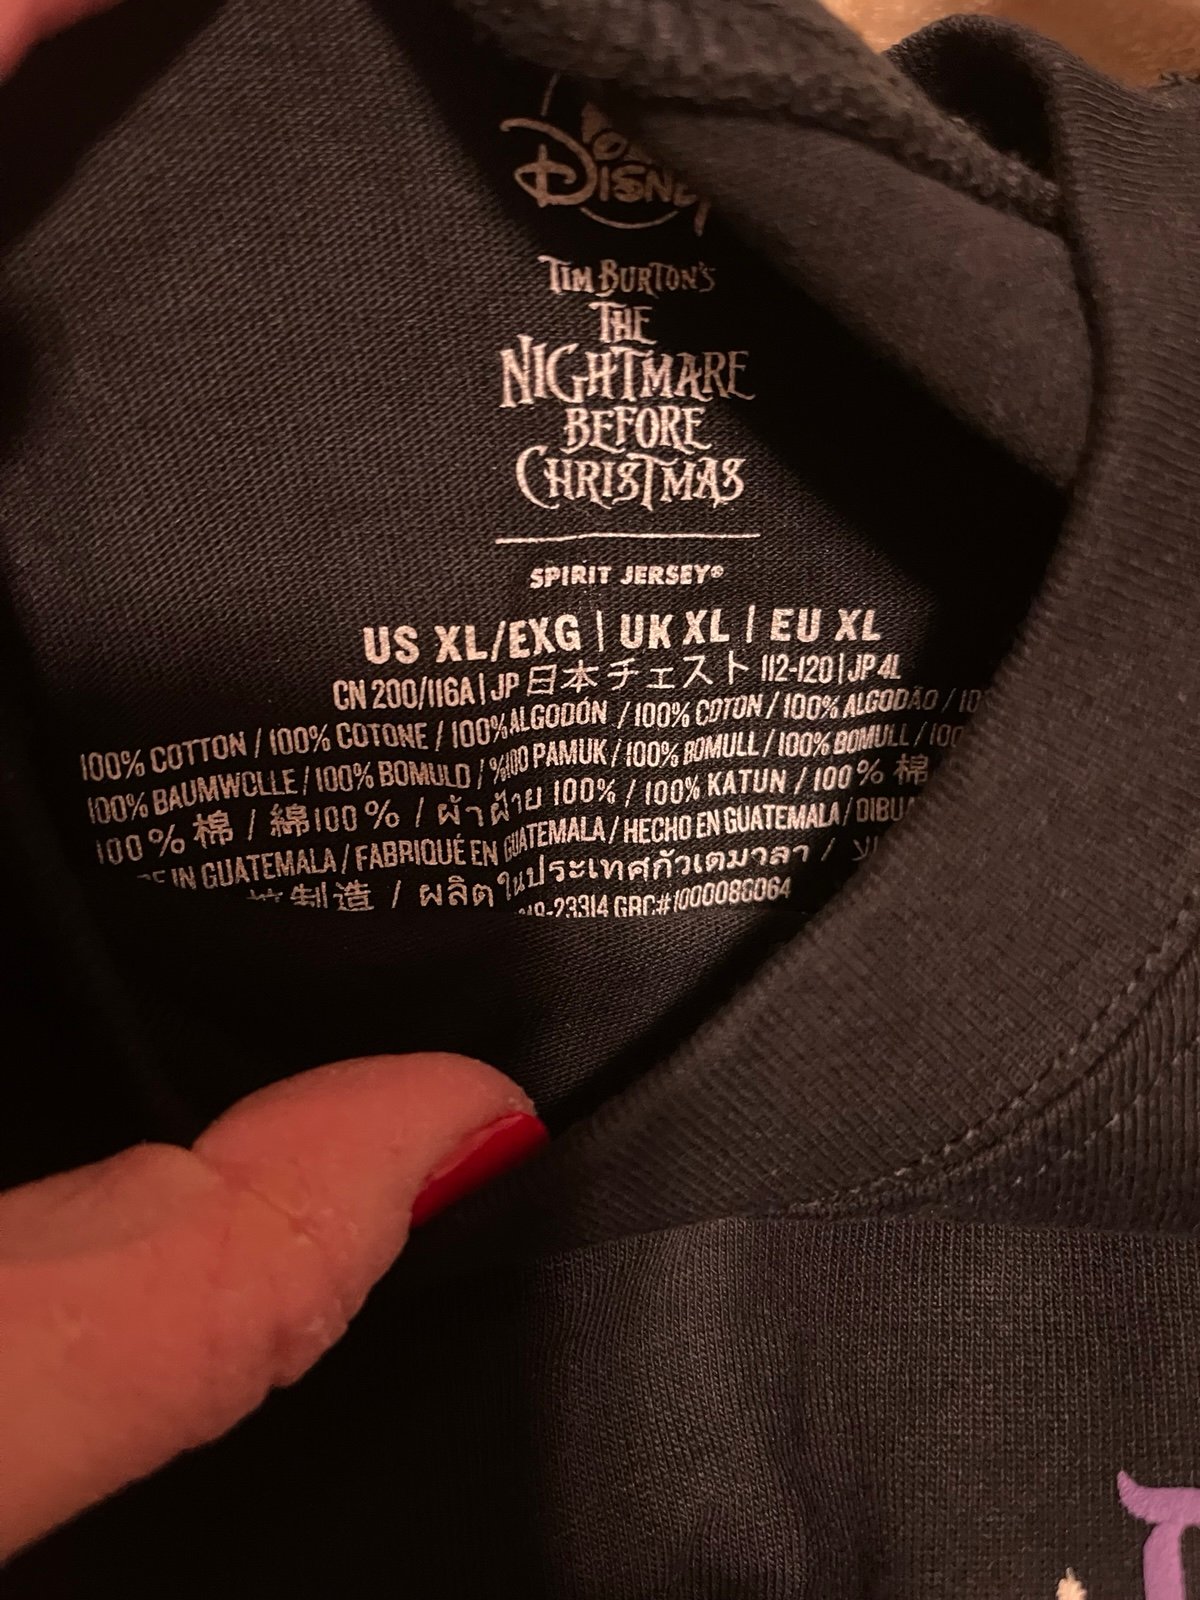 DISNEY
TIM BURTON'S
THE
NIGHTMARE
BEFORE
CHRISTMAS
SPIRIT JERSEY®
US XL/EXG | UK XL | EU XL
CN 200/116A | JP 日本チェスト 112-120 | JP 4L
100% COTTON / 100% COTONE / 100% ALGODÓN / 100% COTON / 100% ALGODÃO /
100% BAUMWOLLE / 100% BOMULD / %100 PAMUK / 100% BOMULL / 100% BOMULL /
100% 棉 / 綿100% / ผ้าฝ้าย 100% / 100% KATUN / 100% 棉
IN GUATEMALA / FABRIQUÉ EN GUATEMALA / HECHO EN GUATEMALA /
制造 / ผลิตในประเทศกัวเตมาลา /